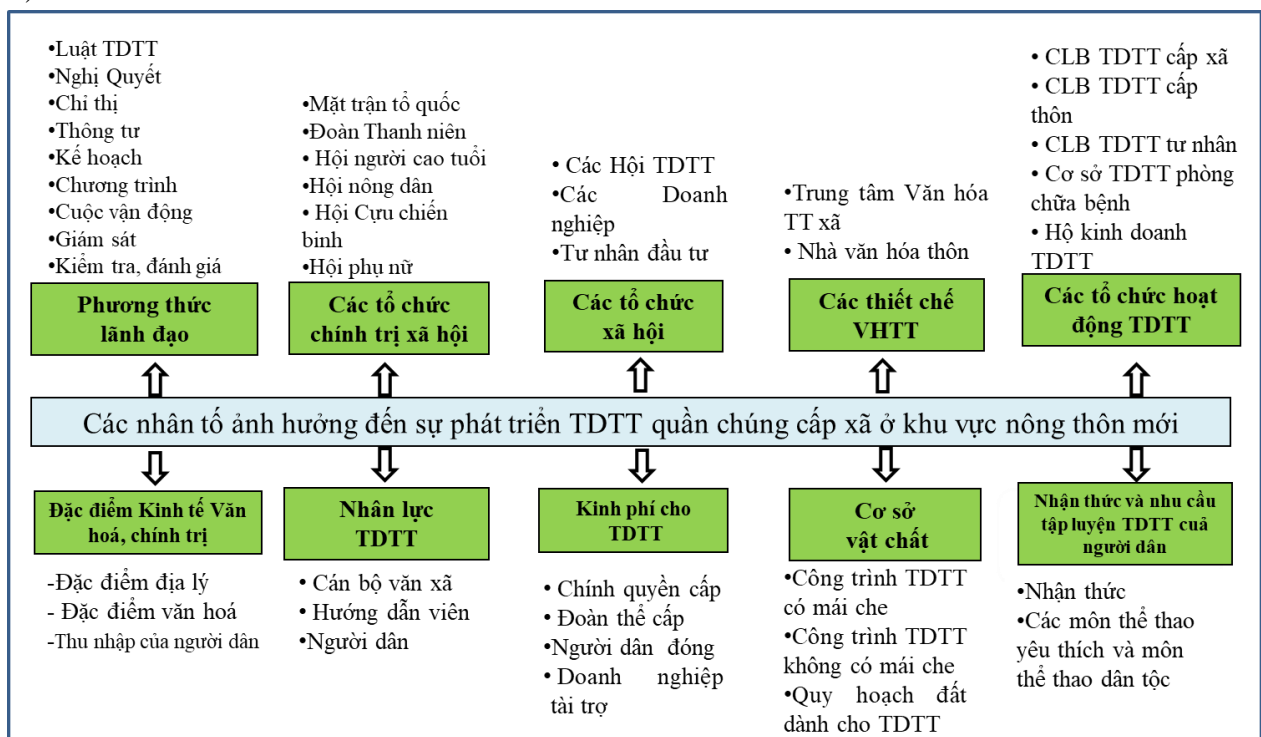 •Luật TDTT
•Nghị Quyết
•Chỉ thị
•Thông tư
•Kế hoạch
•Chương trình
•Cuộc vận động
•Giám sát
•Kiểm tra, đánh giá
Phương thức
lãnh đạo
•Mặt trận tổ quốc
•Đoàn Thanh niên
• Hội người cao tuổi
•Hội nông dân
• Hội Cựu chiến
binh
•Hội phụ nữ
Các tổ chức
chính trị xã hội
• Các Hội TDTT
•Các Doanh
nghiệp
•Tư nhân đầu tư
Các tổ chức
xã hội
•Trung tâm Văn hóa
TT xã
• Nhà văn hóa thôn
Các thiết chế
VHTT
• CLB TDTT cấp xã
• CLB TDTT cấp
thôn
• CLB TDTT tư nhân
• Cơ sở TDTT phòng
chữa bệnh
• Hộ kinh doanh
TDTT
Các tổ chức hoạt
động TDTT
Các nhân tố ảnh hưởng đến sự phát triển TDTT quần chúng cấp xã ở khu vực nông thôn mới
Đặc điểm Kinh tế Văn
hoá, chính trị
-Đặc điểm địa lý
- Đặc điểm văn hoá
-Thu nhập của người dân
Nhân lực
TDTT
• Cán bộ văn xã
• Hướng dẫn viên
•Người dân
Kinh phí cho
TDTT
• Chính quyền cấp
•Đoàn thể cấp
•Người dân đóng
• Doanh nghiệp
tài trợ
Cơ sở
vật chất
•Công trình TDTT
có mái che
•Công trình TDTT
không có mái che
•Quy hoạch đất
dành cho TDTT
Nhận thức và nhu cầu
tập luyện TDTT cuả
người dân
•Nhận thức
•Các môn thể thao
yêu thích và môn
thể thao dân tộc